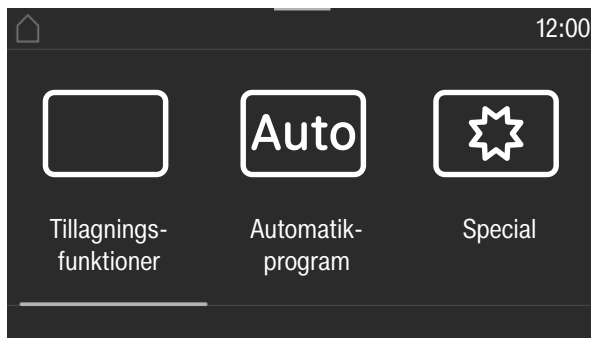 12:00
Auto
Tillagnings-
funktioner
Automatik-
program
Special